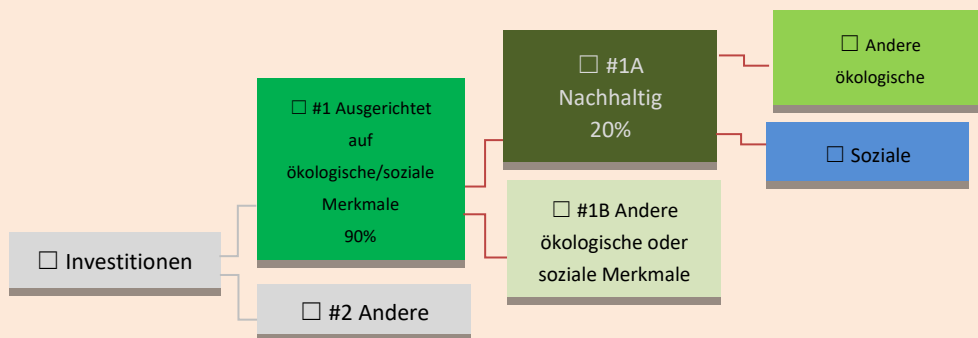 ☐ Investitionen
☐ #1 Ausgerichtet
auf
ökologische/soziale
Merkmale
90%
☐ #2 Andere
☐ #1A
Nachhaltig
20%
☐ #1B Andere
ökologische oder
soziale Merkmale
☐ Andere
ökologische
☐ Soziale